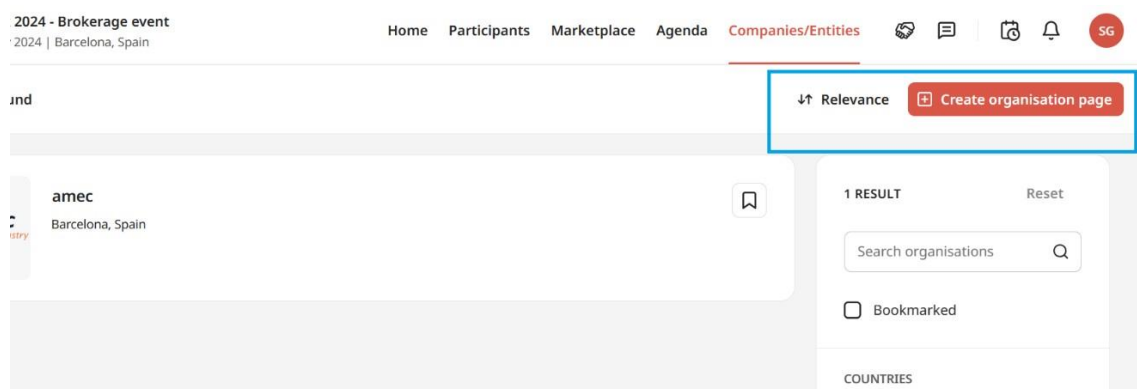 2024 - Brokerage event
2024 | Barcelona, Spain
Home Participants Marketplace Agenda Companies/Entities SG
Relevance Create organisation page
amec
Barcelona, Spain
1 RESULT Reset
Search organisations
Bookmarked
COUNTRIES